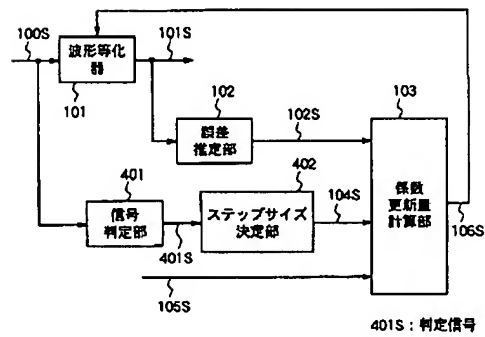 100S
波形等化
器
101S
101
102
誤差
推定部
102S
103
係数
更新量
計算部
401
信号
判定部
401S
402
ステップサイズ
決定部
104S
106S
105S
401S：判定信号